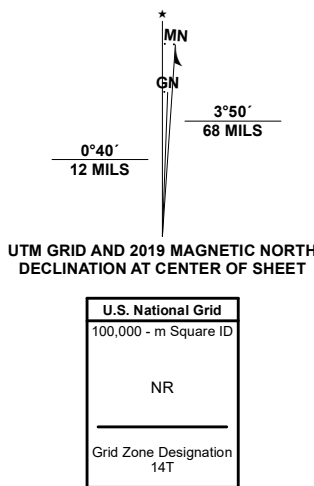 ★
MN
GN
3°50´
68 MILS
0°40´
12 MILS
UTM GRID AND 2019 MAGNETIC NORTH
DECLINATION AT CENTER OF SHEET
U.S. National Grid
100,000 - m Square ID
NR
Grid Zone Designation
14T